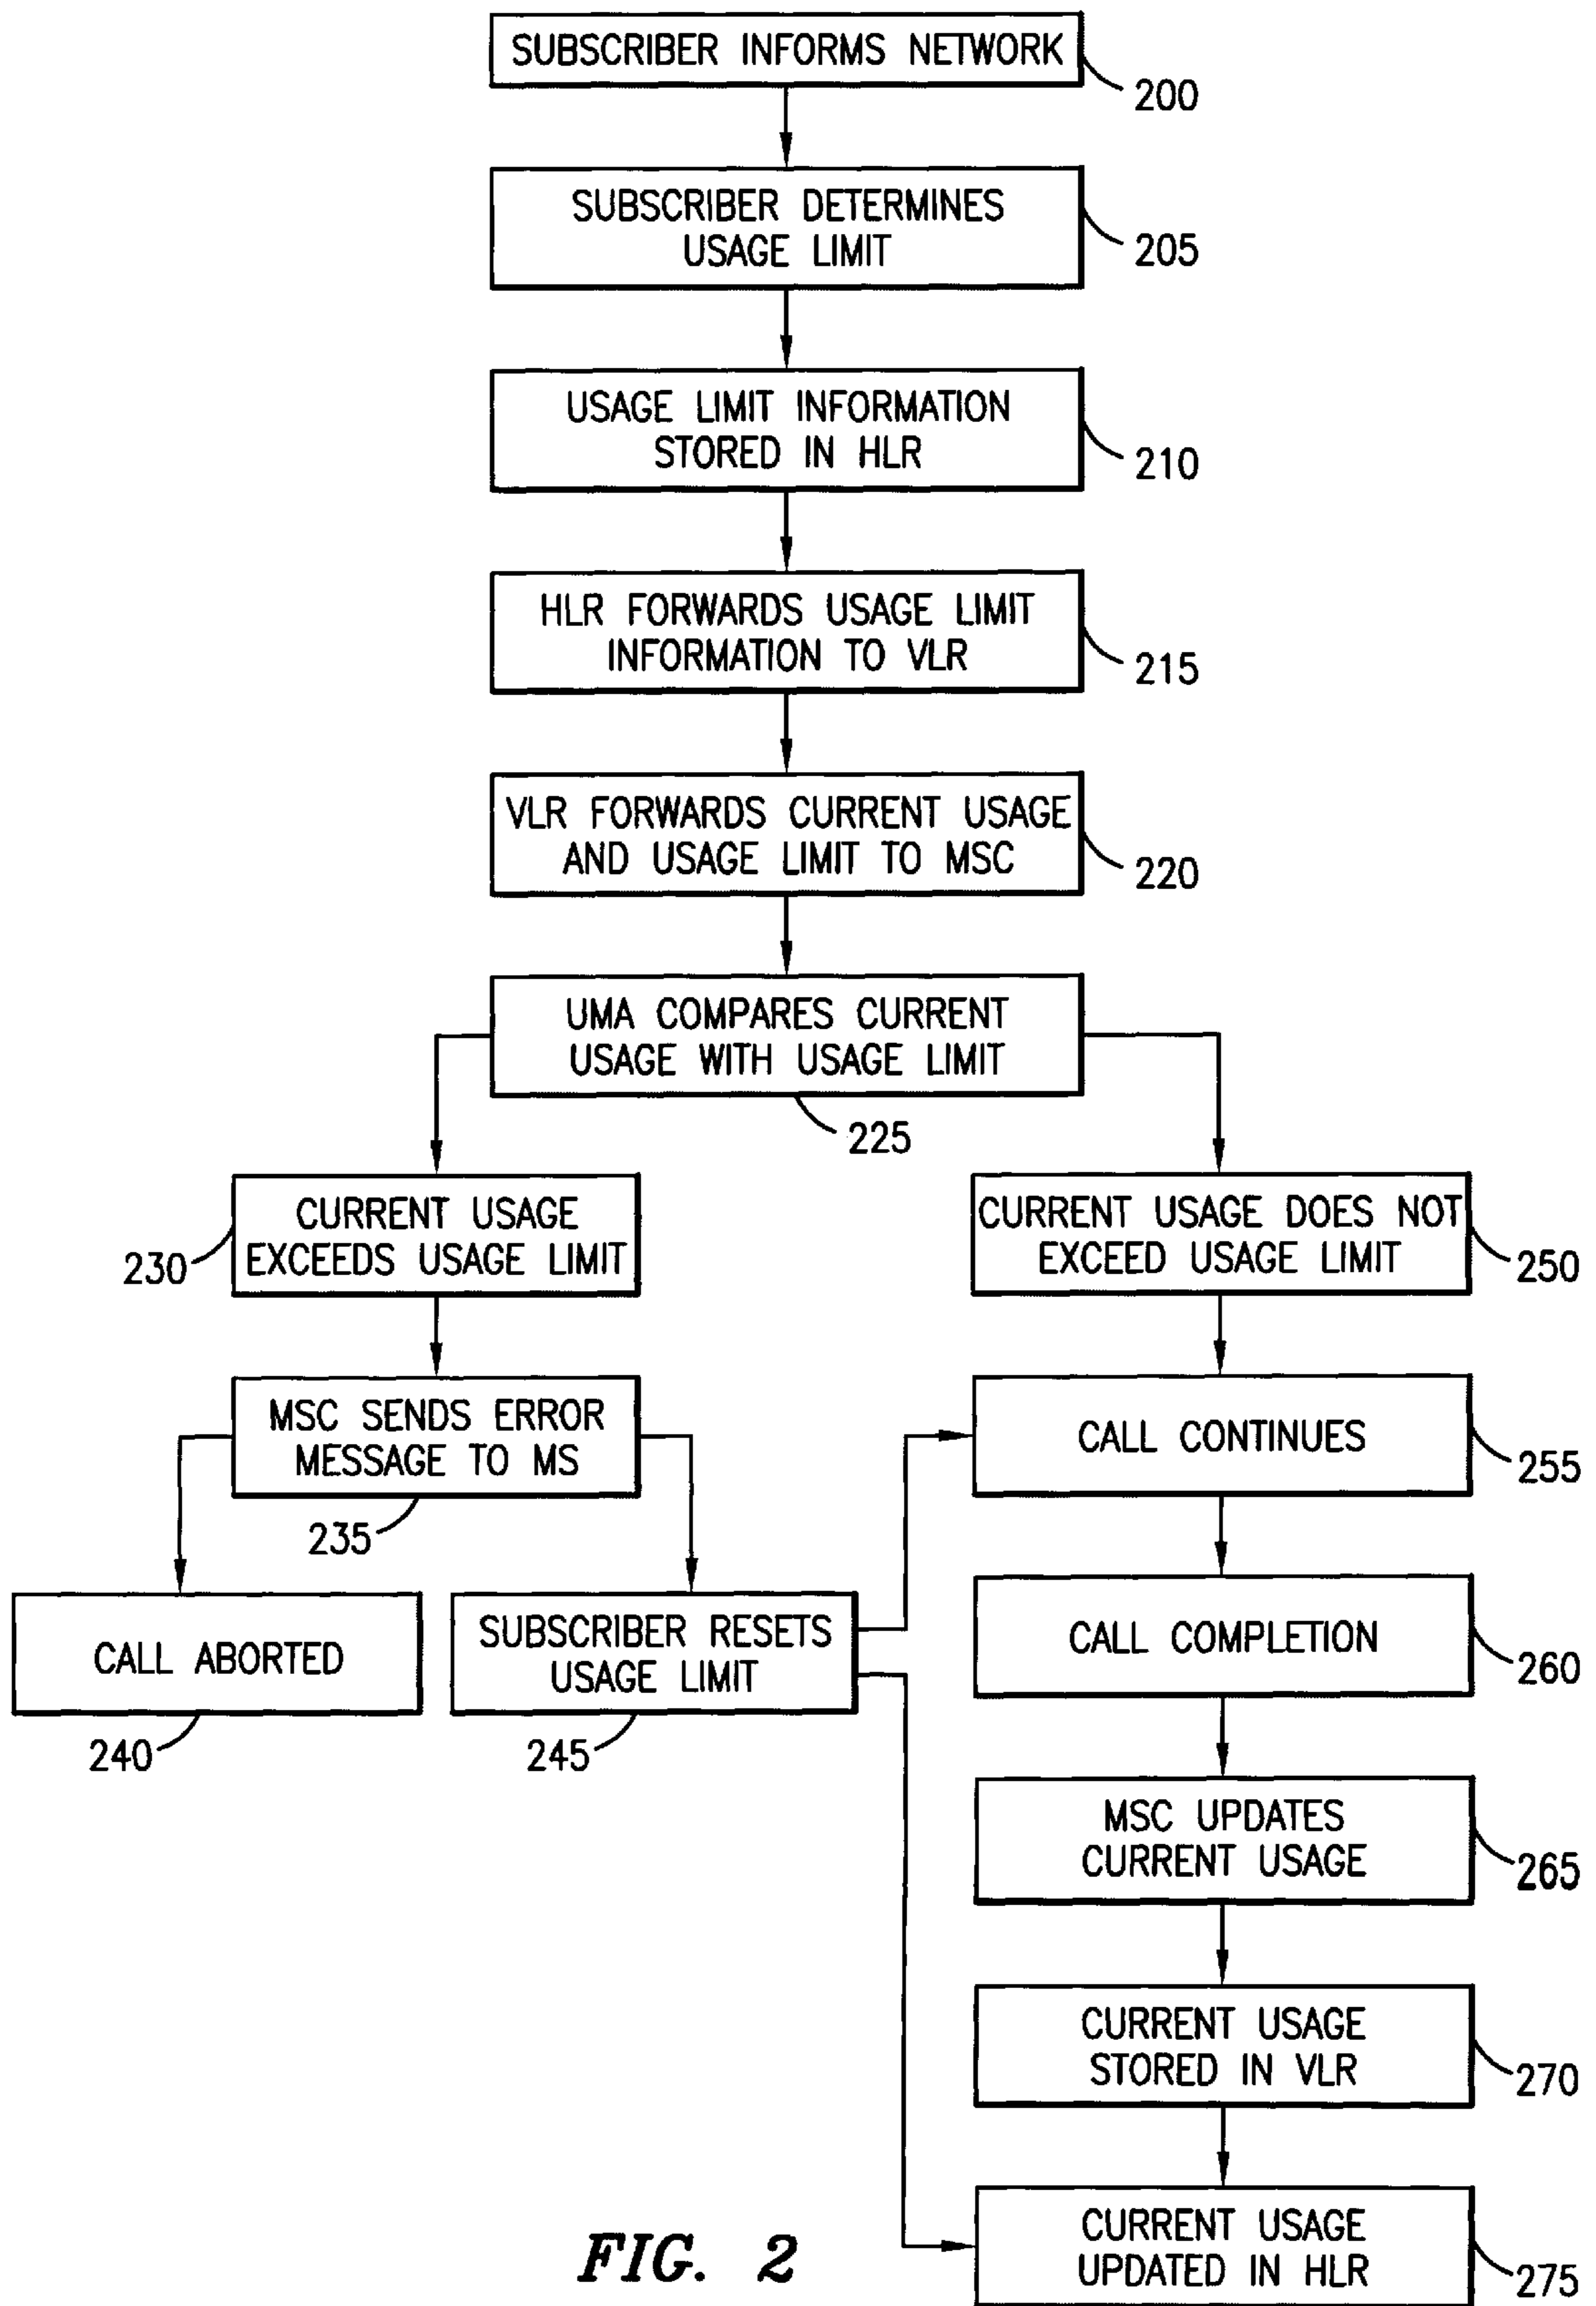 SUBSCRIBER INFORMS NETWORK
200
SUBSCRIBER DETERMINES
USAGE LIMIT
205
USAGE LIMIT INFORMATION
STORED IN HLR
210
HLR FORWARDS USAGE LIMIT
INFORMATION TO VLR
215
VLR FORWARDS CURRENT USAGE
AND USAGE LIMIT TO MSC
220
UMA COMPARES CURRENT
USAGE WITH USAGE LIMIT
225
CURRENT USAGE
EXCEEDS USAGE LIMIT
230
CURRENT USAGE DOES NOT
EXCEED USAGE LIMIT
250
MSC SENDS ERROR
MESSAGE TO MS
235
CALL CONTINUES
255
CALL ABORTED
240
SUBSCRIBER RESETS
USAGE LIMIT
245
CALL COMPLETION
260
MSC UPDATES
CURRENT USAGE
265
CURRENT USAGE
STORED IN VLR
270
CURRENT USAGE
UPDATED IN HLR
275
FIG. 2